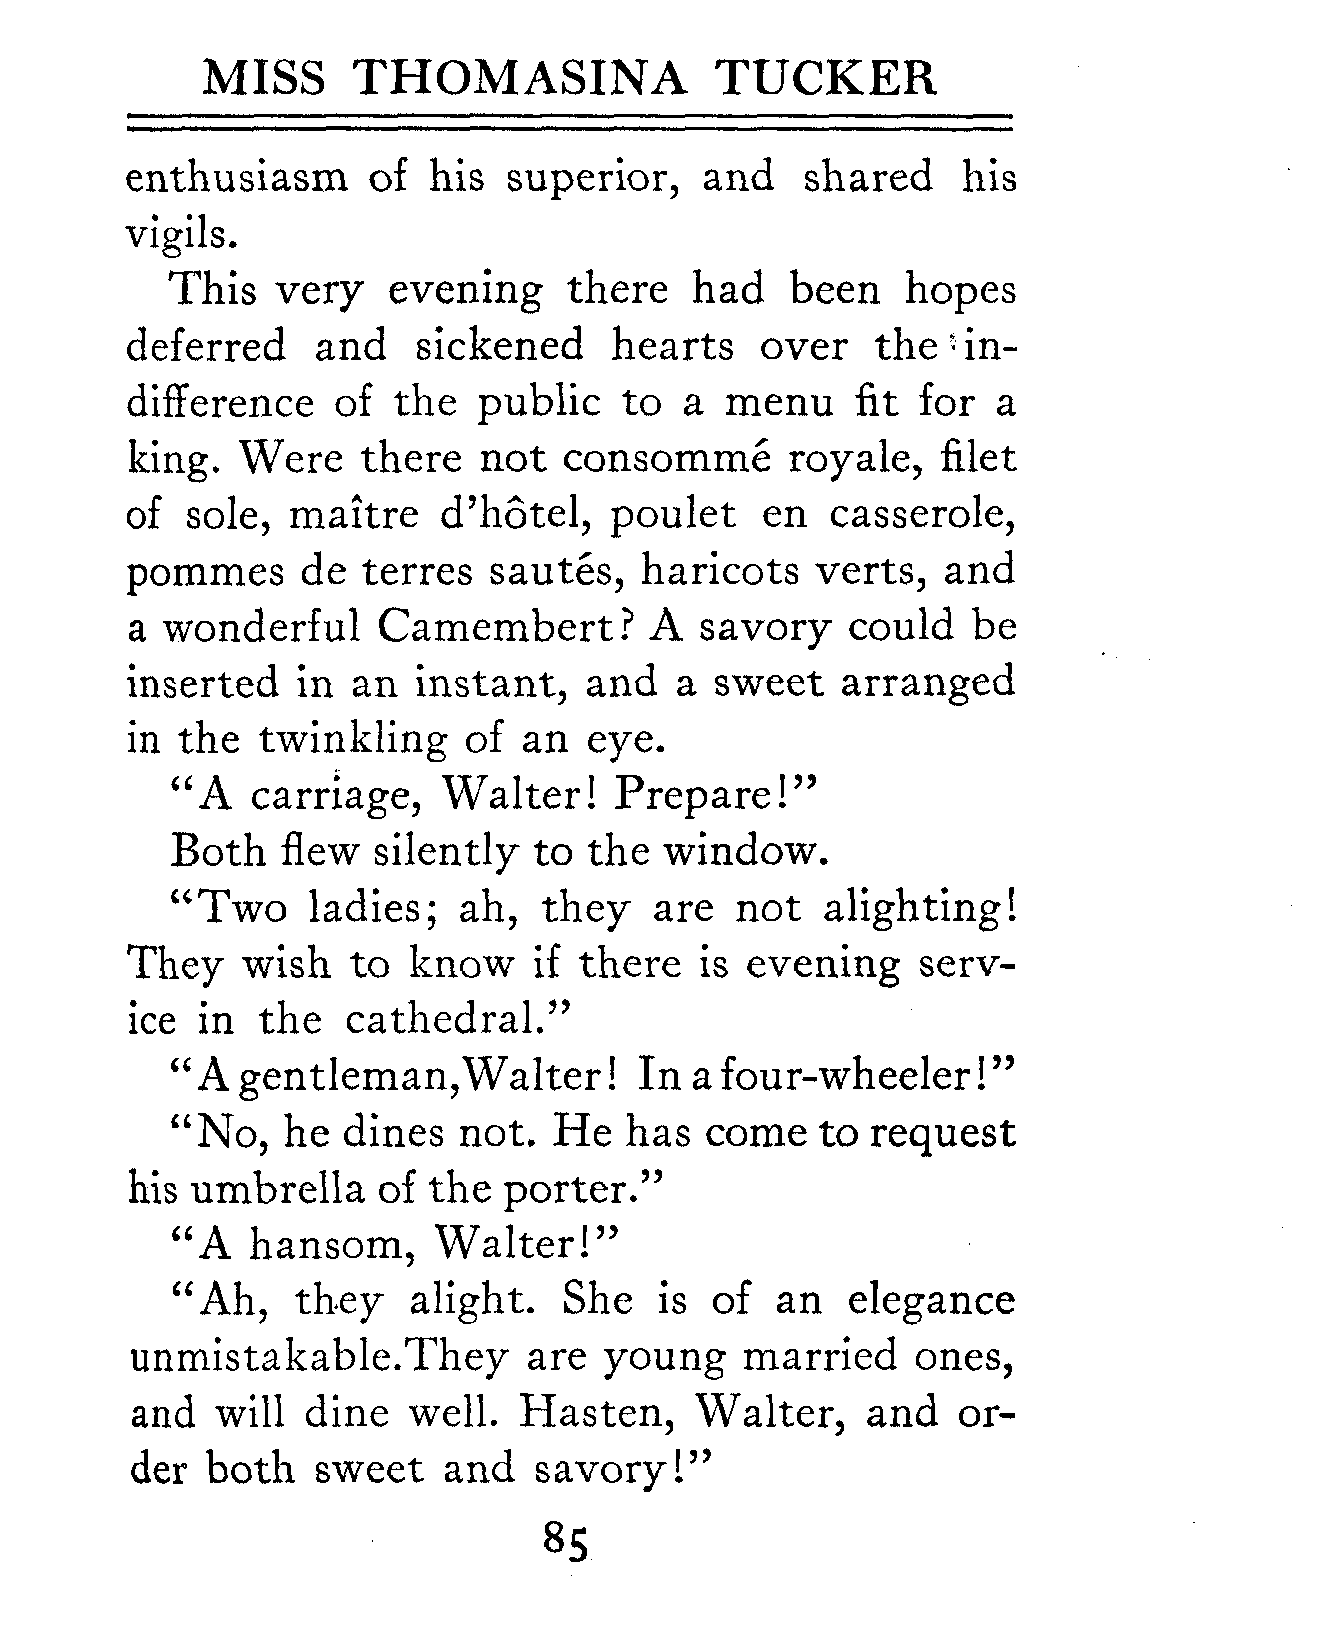 MISS THOMASINA TUCKER
enthusiasm of his superior, and shared his
vigils.
This very evening there had been hopes
deferred and sickened hearts over the in-
difference of the public to a menu fit for a
king. Were there not consommé royale, filet
of sole, maître d'hôtel, poulet en casserole,
pommes de terres sautés, haricots verts, and
a wonderful Camembert? A savory could be
inserted in an instant, and a sweet arranged
in the twinkling of an eye.
"A carriage, Walter! Prepare!"
Both flew silently to the window.
"Two ladies; ah, they are not alighting!
They wish to know if there is evening serv-
ice in the cathedral."
"A gentleman,Walter! In a four-wheeler!"
"No, he dines not. He has come to request
his umbrella of the porter."
"A hansom, Walter!"
"Ah, they alight. She is of an elegance
unmistakable.They are young married ones,
and will dine well. Hasten, Walter, and or-
der both sweet and savory!"
85